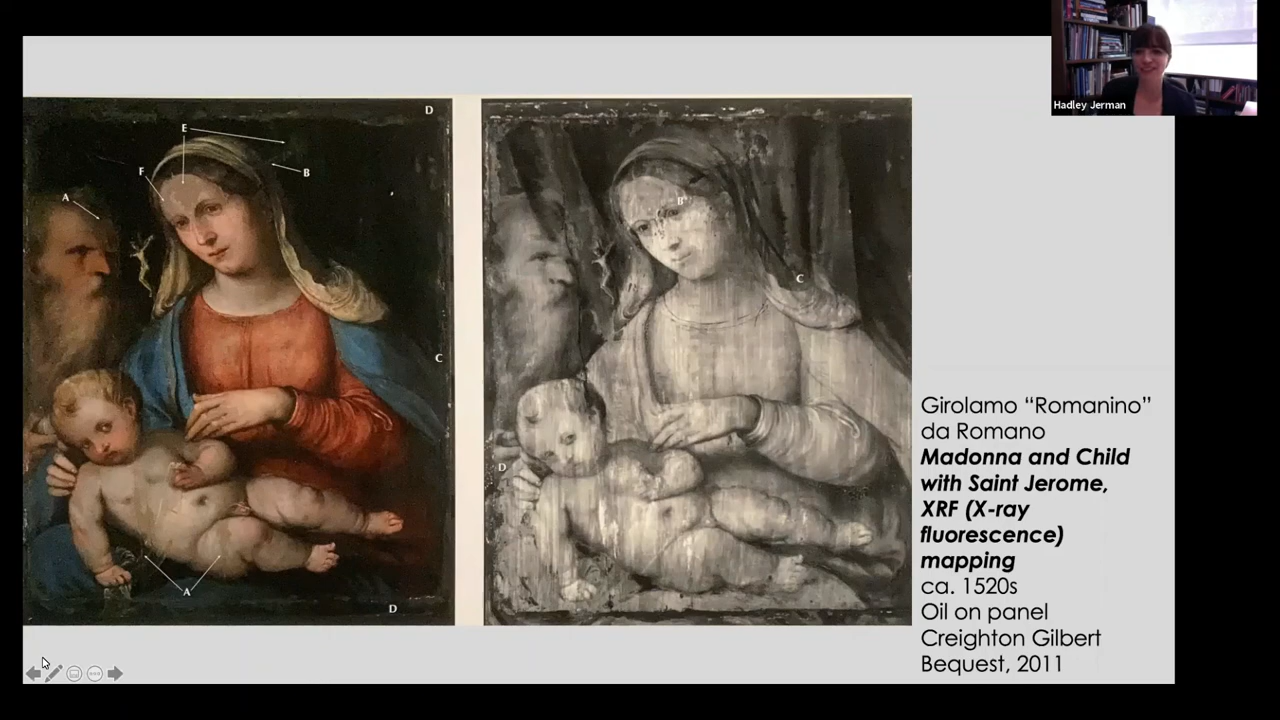 Hadley Jerman
D
E
F
B
A
C
A
D
B
C
D
Girolamo “Romanino”
da Romano
Madonna and Child
with Saint Jerome,
XRF (X-ray
fluorescence)
mapping
ca. 1520s
Oil on panel
Creighton Gilbert
Bequest, 2011